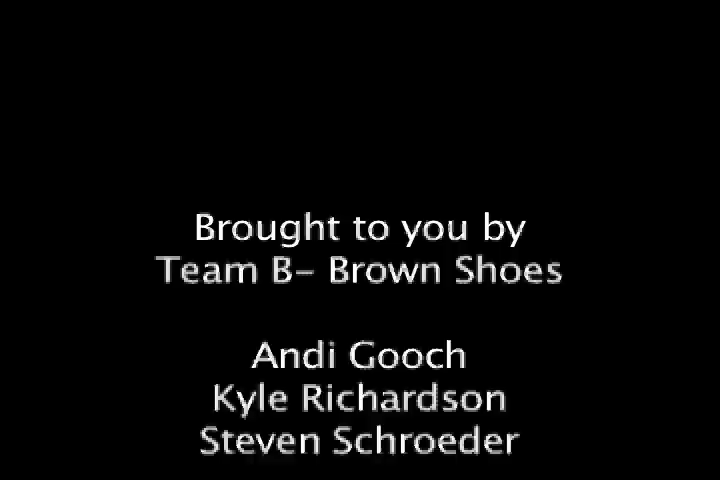 Brought to you by
Team B- Brown Shoes
Andi Gooch
Kyle Richardson
Steven Schroeder